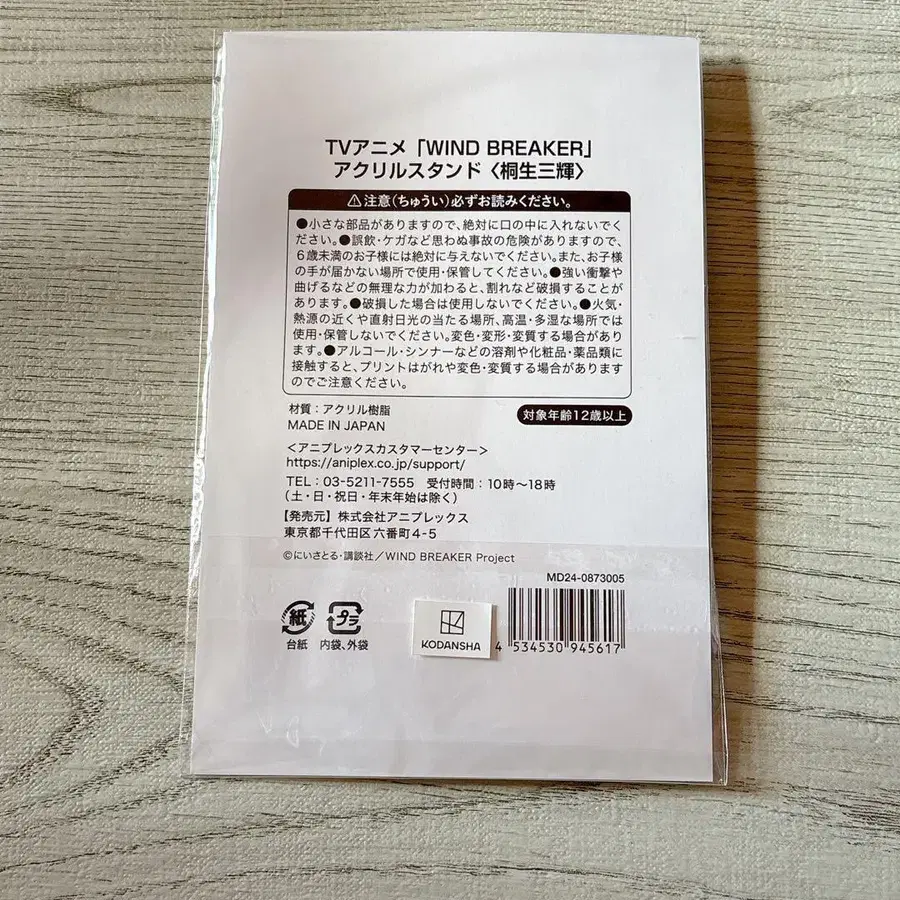 TVアニメ「WIND BREAKER」
アクリルスタンド〈桐生三輝〉
⚠注意(ちゅうい)必ずお読みください。
●小さな部品がありますので、絶対に口の中に入れないでく
ださい。●誤飲・ケガなど思わぬ事故の危険がありますので、
6歳未満のお子様には絶対に与えないでください。また、お子様
の手が届かない場所で使用・保管してください。●強い衝撃や
曲げるなどの無理な力が加わると、割れなど破損することが
あります。●破損した場合は使用しないでください。●火気・
熱源の近くや直射日光の当たる場所、高温・多湿な場所では
使用・保管しないでください。変色・変形・変質する場合があり
ます。●アルコール・シンナーなどの溶剤や化粧品・薬品類に
接触すると、プリントはがれや変色・変質する場合があります
のでご注意ください。
材質：アクリル樹脂
MADE IN JAPAN
対象年齢12歳以上
＜アニプレックスカスタマーセンター＞
https://aniplex.co.jp/support/
TEL：03-5211-7555 受付時間：10時～18時
(土・日・祝日・年末年始は除く)
【発売元】株式会社アニプレックス
東京都千代田区六番町4-5
©にいさとる・講談社／WIND BREAKER Project
MD24-0873005
紙
台紙
プラ
内袋、外袋
KODANSHA
4 534530 945617